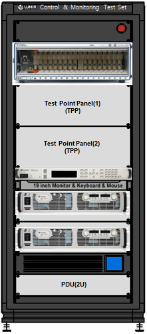 Control & Monitoring Test Set
Test Point Panel(1)
(TPP)
Test Point Panel(2)
(TPP)
19 inch Monitor & Keyboard & Mouse
PDU(2U)